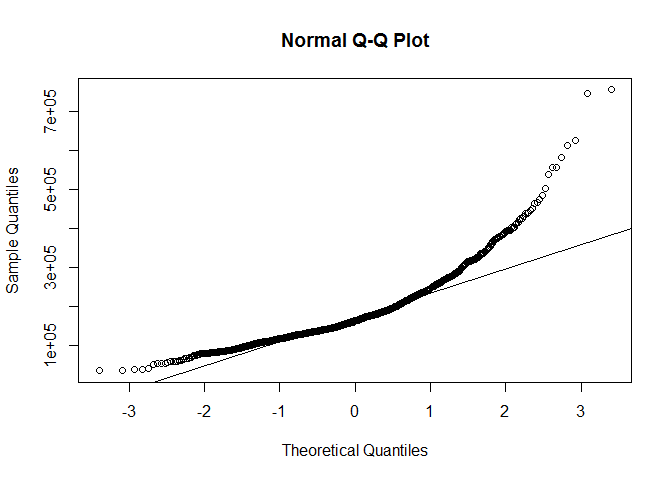 Normal Q-Q Plot
7e+05
5e+05
3e+05
1e+05
Sample Quantiles
-3 -2 -1 0 1 2 3
Theoretical Quantiles